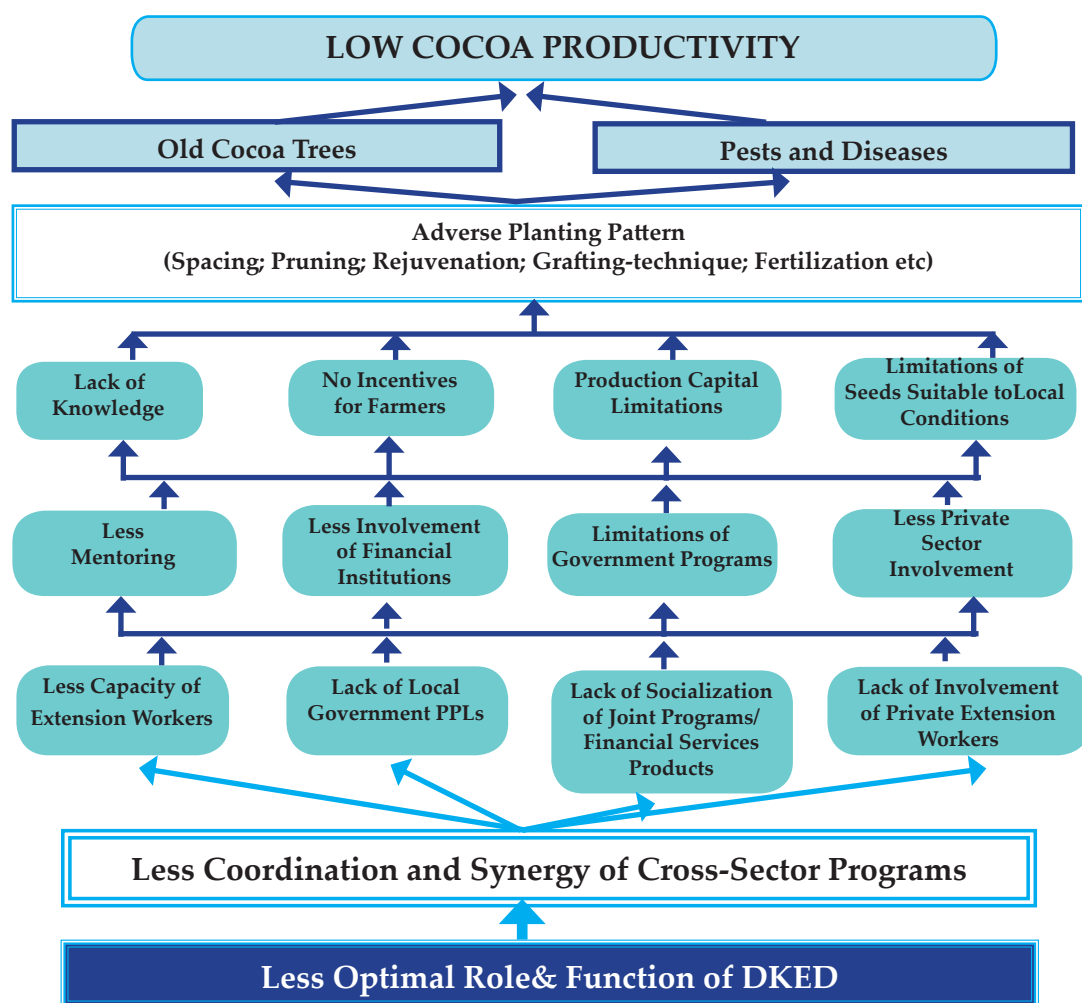 LOW COCOA PRODUCTIVITY
Old Cocoa Trees
Pests and Diseases
Adverse Planting Pattern
(Spacing; Pruning; Rejuvenation; Grafting-technique; Fertilization etc)
Lack of
Knowledge
No Incentives
for Farmers
Production Capital
Limitations
Limitations of
Seeds Suitable toLocal
Conditions
Less
Mentoring
Less Involvement
of Financial
Institutions
Limitations of
Government Programs
Less Private
Sector
Involvement
Less Capacity of
Extension Workers
Lack of Local
Government PPLs
Lack of Socialization
of Joint Programs/
Financial Services
Products
Lack of Involvement
of Private Extension
Workers
Less Coordination and Synergy of Cross-Sector Programs
Less Optimal Role& Function of DKED